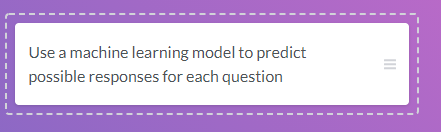 Use a machine learning model to predict
possible responses for each question